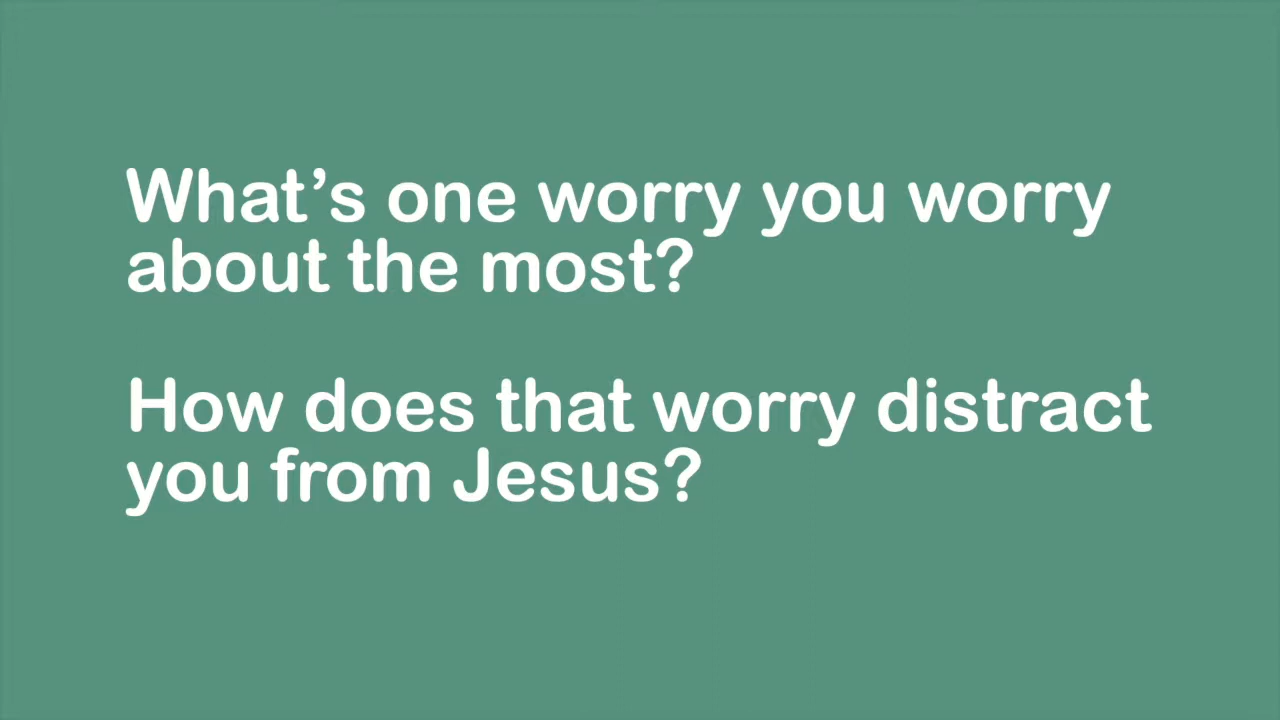 What’s one worry you worry
about the most?
How does that worry distract
you from Jesus?